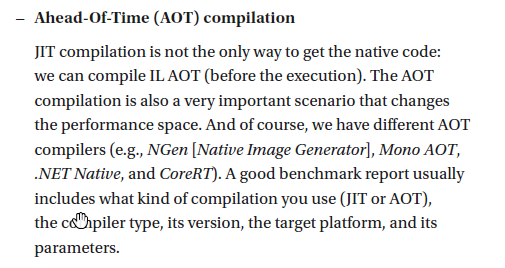 – Ahead-Of-Time (AOT) compilation
JIT compilation is not the only way to get the native code:
we can compile IL AOT (before the execution). The AOT
compilation is also a very important scenario that changes
the performance space. And of course, we have different AOT
compilers (e.g., NGen [Native Image Generator], Mono AOT,
.NET Native, and CoreRT). A good benchmark report usually
includes what kind of compilation you use (JIT or AOT),
the compiler type, its version, the target platform, and its
parameters.